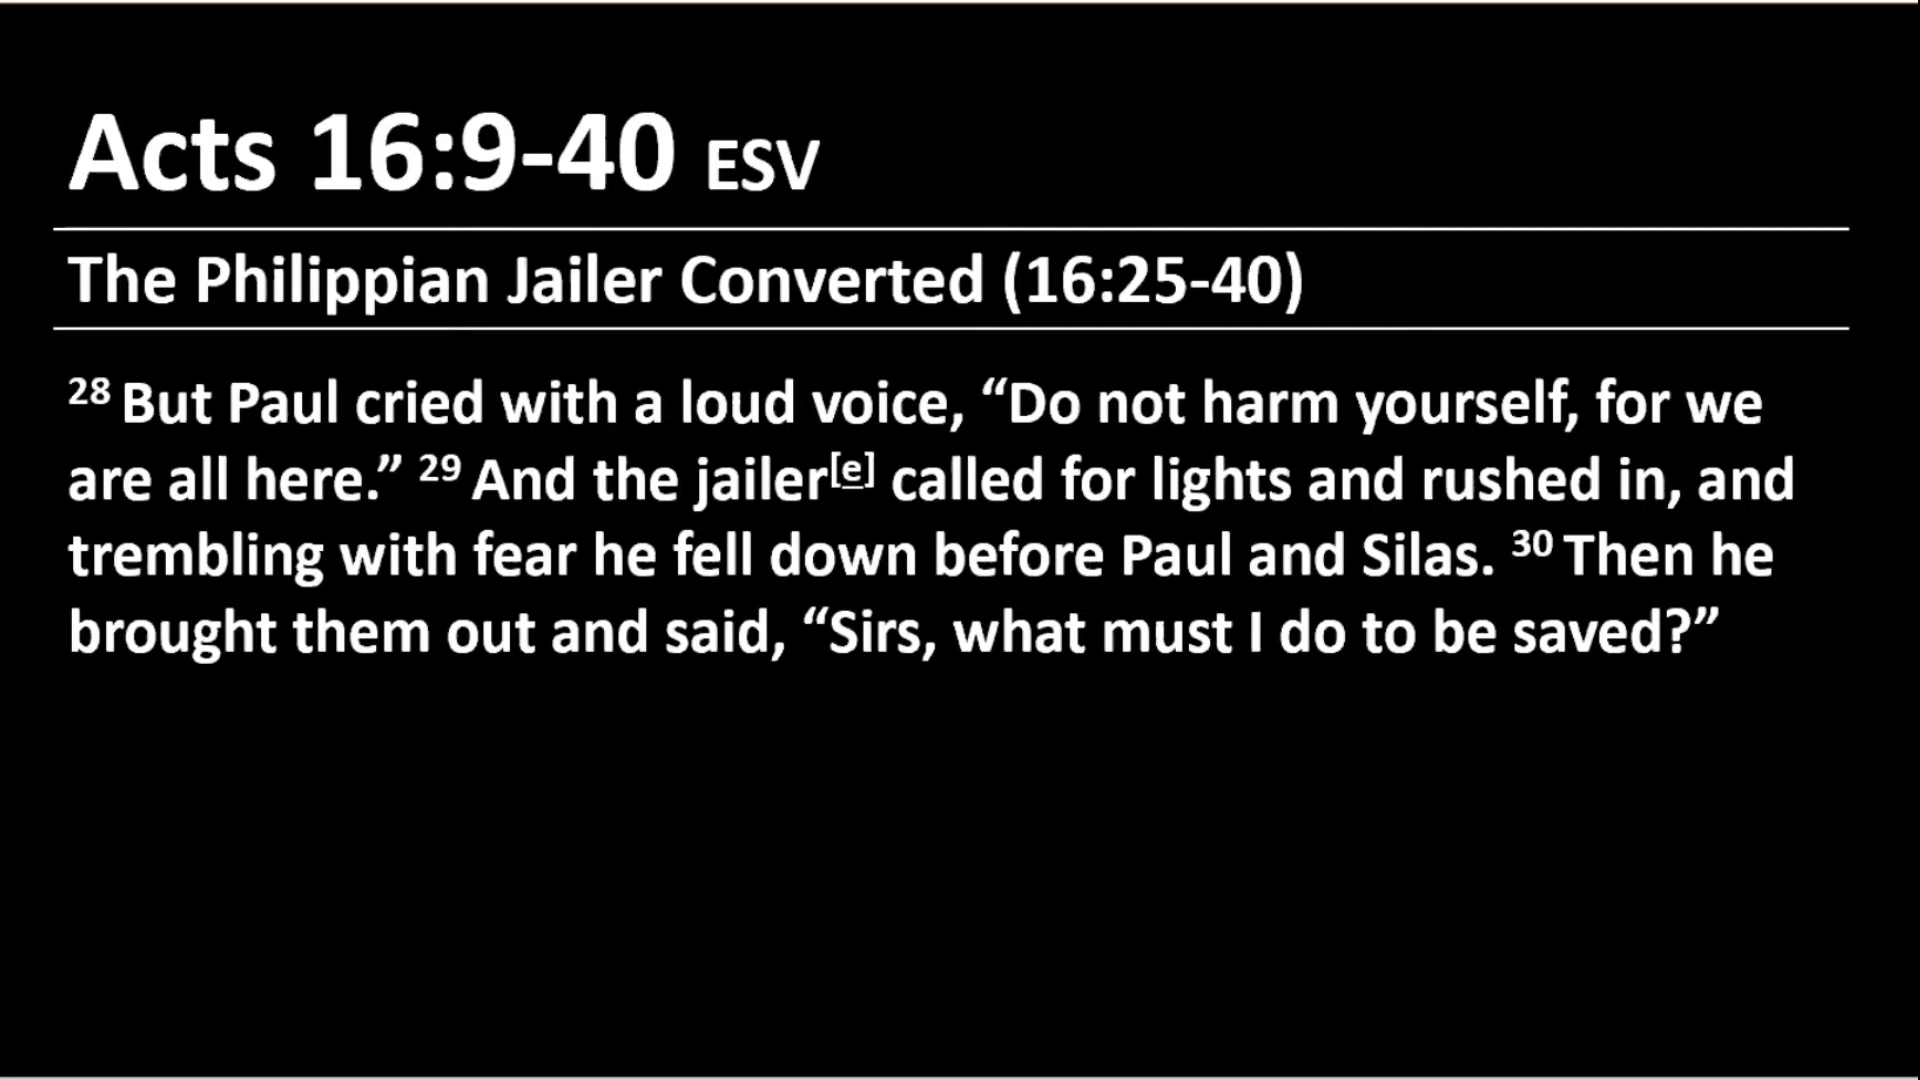 Acts 16:9-40 ESV
The Philippian Jailer Converted (16:25-40)
28 But Paul cried with a loud voice, “Do not harm yourself, for we
are all here.” 29 And the jailer[e] called for lights and rushed in, and
trembling with fear he fell down before Paul and Silas. 30 Then he
brought them out and said, “Sirs, what must I do to be saved?”